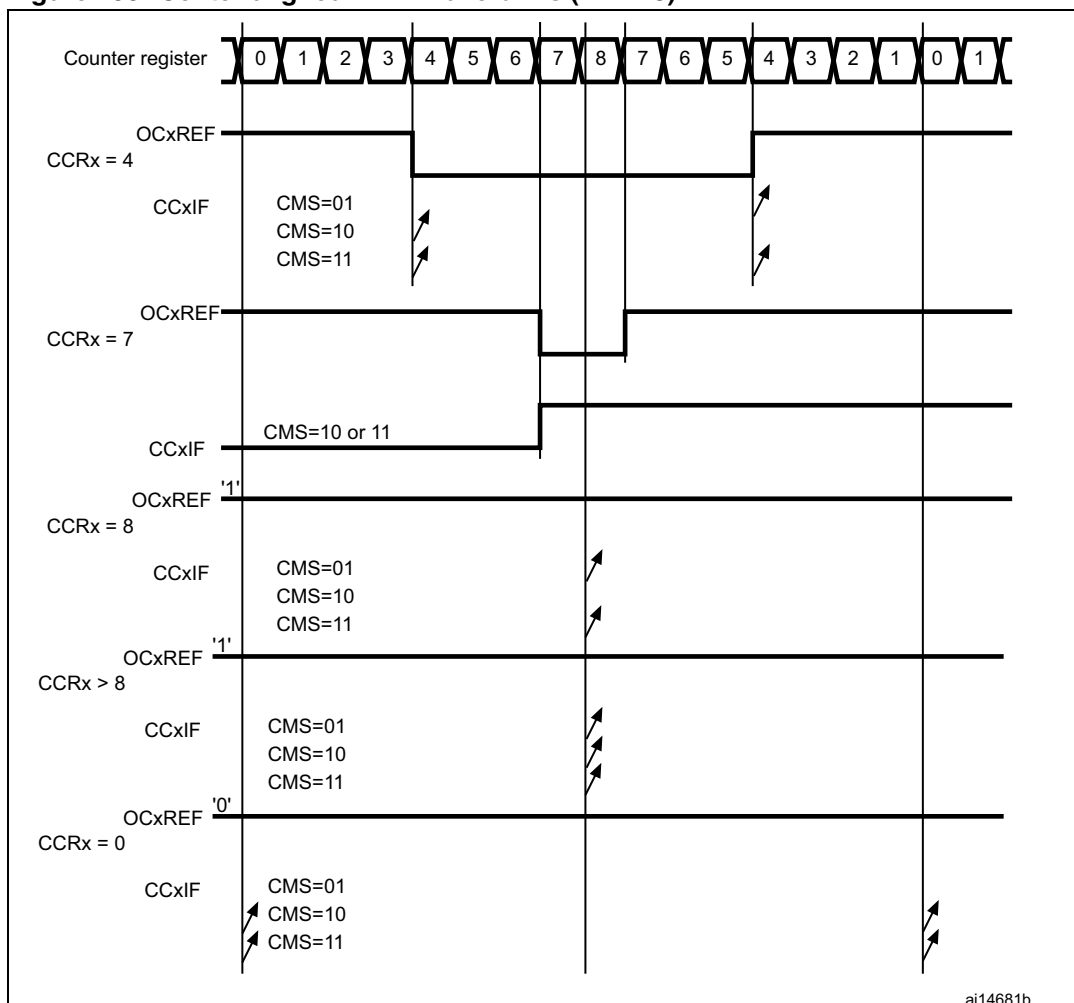 Counter register 0 1 2 3 4 5 6 7 8 7 6 5 4 3 2 1 0 1
OCxREF
CCRx = 4
CCxIF CMS=01
CMS=10
CMS=11
OCxREF
CCRx = 7
CMS=10 or 11
CCxIF
'1'
OCxREF
CCRx = 8
CCxIF CMS=01
CMS=10
CMS=11
'1'
OCxREF
CCRx > 8
CCxIF CMS=01
CMS=10
CMS=11
'0'
OCxREF
CCRx = 0
CCxIF CMS=01
CMS=10
CMS=11
ai14681b